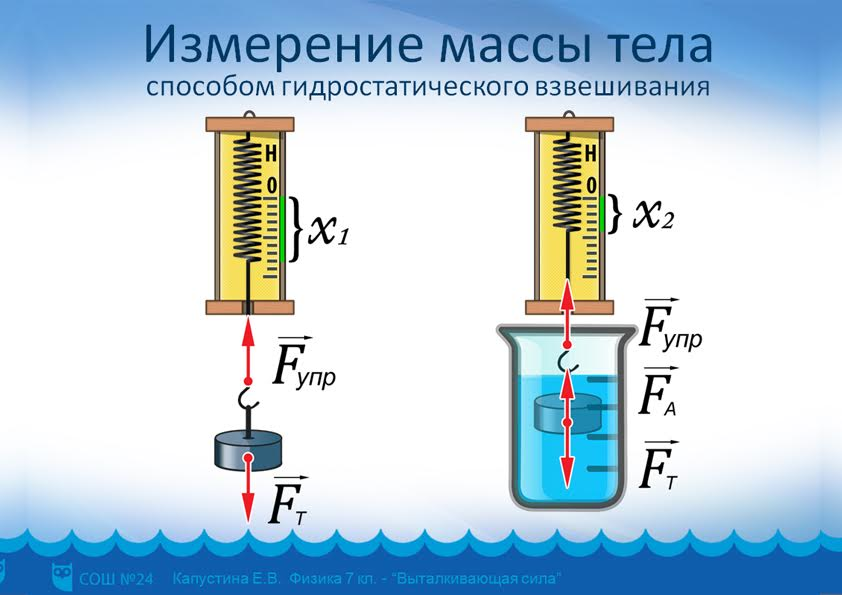 Измерение массы тела
способом гидростатического взвешивания
Н
0
x₁
Fупр
Fт
Н
0
x₂
Fупр
FА
Fт
СОШ №24 Капустина Е.В. Физика 7 кл. - “Выталкивающая сила”